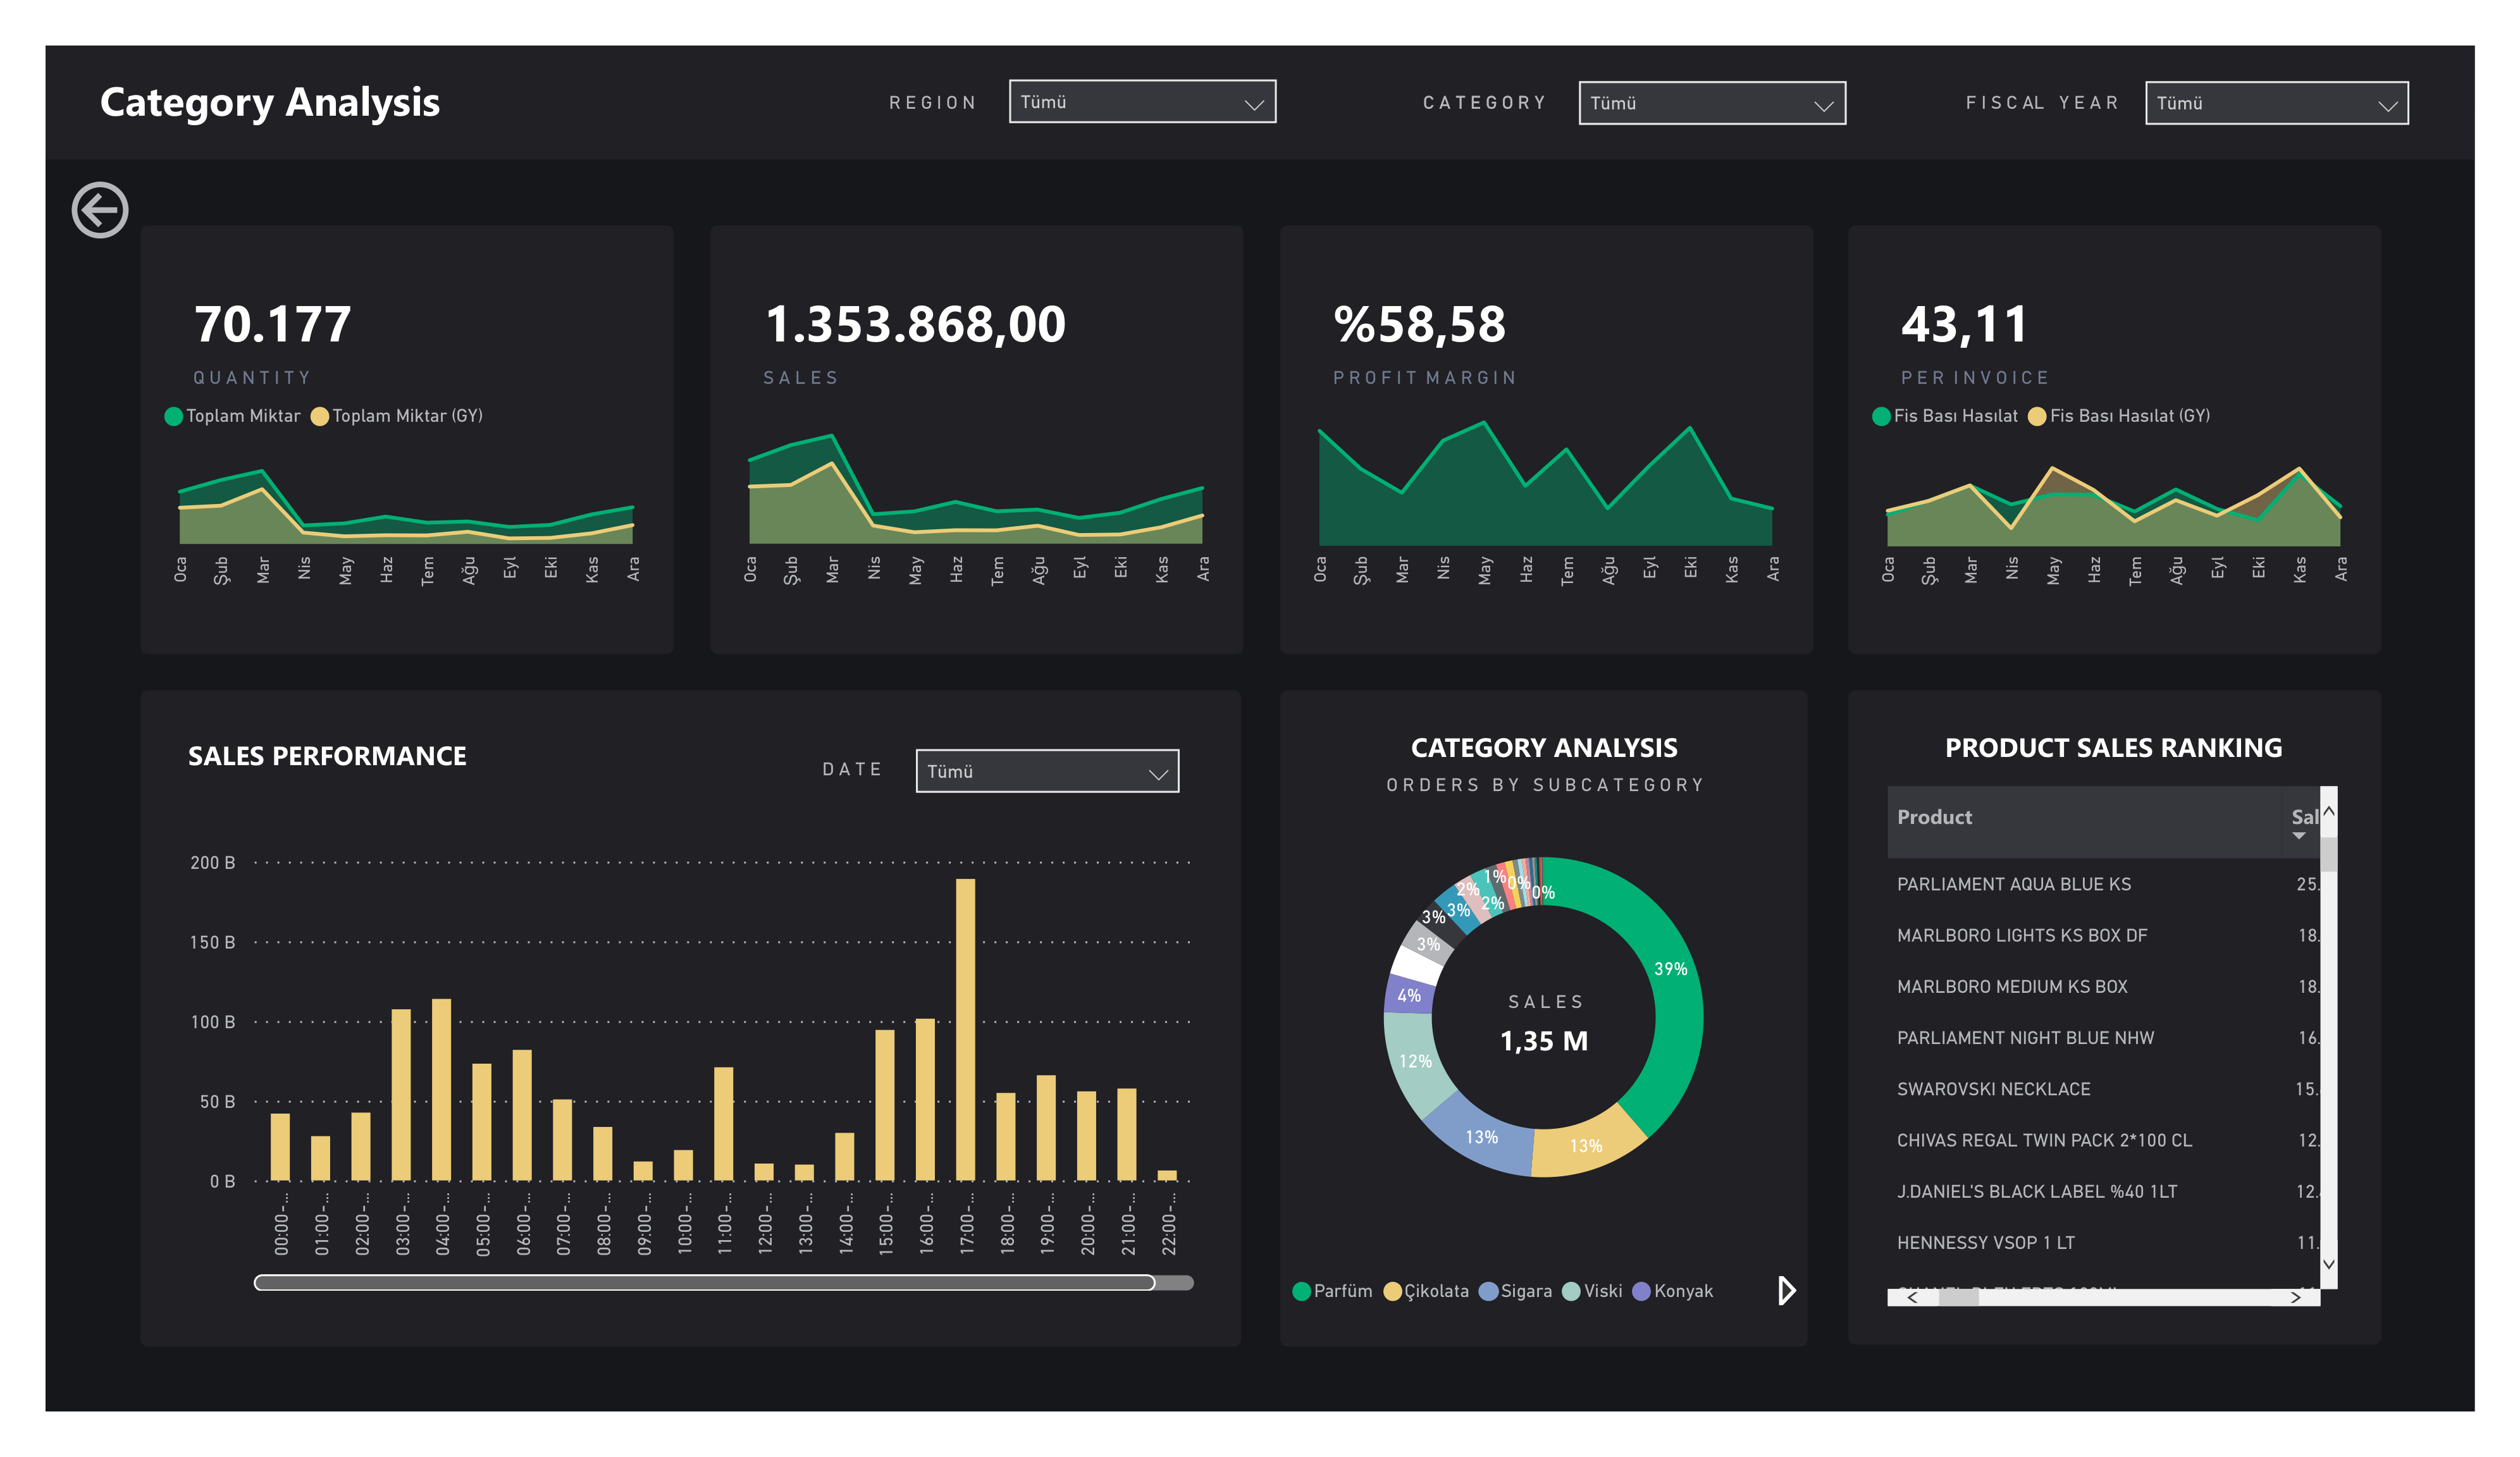 Category Analysis
REGION
Tümü
CATEGORY
Tümü
FISCAL YEAR
Tümü
70.177
QUANTITY
Toplam Miktar Toplam Miktar (GY)
Oca Şub Mar Nis May Haz Tem Ağu Eyl Eki Kas Ara
1.353.868,00
SALES
Oca Şub Mar Nis May Haz Tem Ağu Eyl Eki Kas Ara
%58,58
PROFIT MARGIN
Oca Şub Mar Nis May Haz Tem Ağu Eyl Eki Kas Ara
43,11
PER INVOICE
Fis Bası Hasılat Fis Bası Hasılat (GY)
Oca Şub Mar Nis May Haz Tem Ağu Eyl Eki Kas Ara
SALES PERFORMANCE
DATE
Tümü
200 B
150 B
100 B
50 B
0 B
00:00-... 01:00-... 02:00-... 03:00-... 04:00-... 05:00-... 06:00-... 07:00-... 08:00-... 09:00-... 10:00-... 11:00-... 12:00-... 13:00-... 14:00-... 15:00-... 16:00-... 17:00-... 18:00-... 19:00-... 20:00-... 21:00-... 22:00-...
CATEGORY ANALYSIS
ORDERS BY SUBCATEGORY
39%
13%
13%
12%
4%
3%
3%
3%
2%
2%
1%
0%
0%
SALES
1,35 M
Parfüm Çikolata Sigara Viski Konyak
PRODUCT SALES RANKING
Product Sal
PARLIAMENT AQUA BLUE KS 25.
MARLBORO LIGHTS KS BOX DF 18.
MARLBORO MEDIUM KS BOX 18.
PARLIAMENT NIGHT BLUE NHW 16.
SWAROVSKI NECKLACE 15.
CHIVAS REGAL TWIN PACK 2*100 CL 12.
J.DANIEL'S BLACK LABEL %40 1LT 12.
HENNESSY VSOP 1 LT 11.